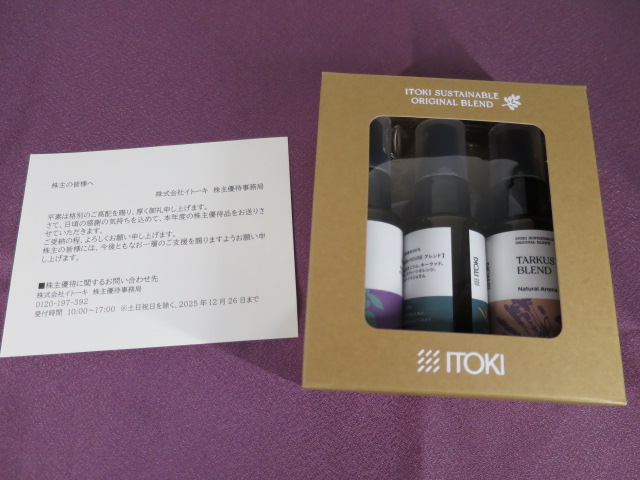 株主の皆様へ
株式会社イトーキ 株主優待事務局
平素は格別のご高配を賜り、厚く御礼申し上げます。
さて、日頃の感謝の気持ちを込めて、本年度の株主優待品をお送りさ
せていただきます。
ご受納の程、よろしくお願い申し上げます。
株主の皆様には、今後ともなお一層のご支援を賜りますようお願い申
し上げます。
■株主優待に関するお問い合わせ先
株式会社イトーキ 株主優待事務局
0120-197-392
受付時間 10:00～17:00 ※土日祝日を除く、2025年12月26日まで
ITOKI SUSTAINABLE
ORIGINAL BLEND
ITOKI
ITOKI SUSTAINABLE
ORIGINAL BLEND
TARKUS
BLEND
Natural Aroma
ブレンド】
ITOKI